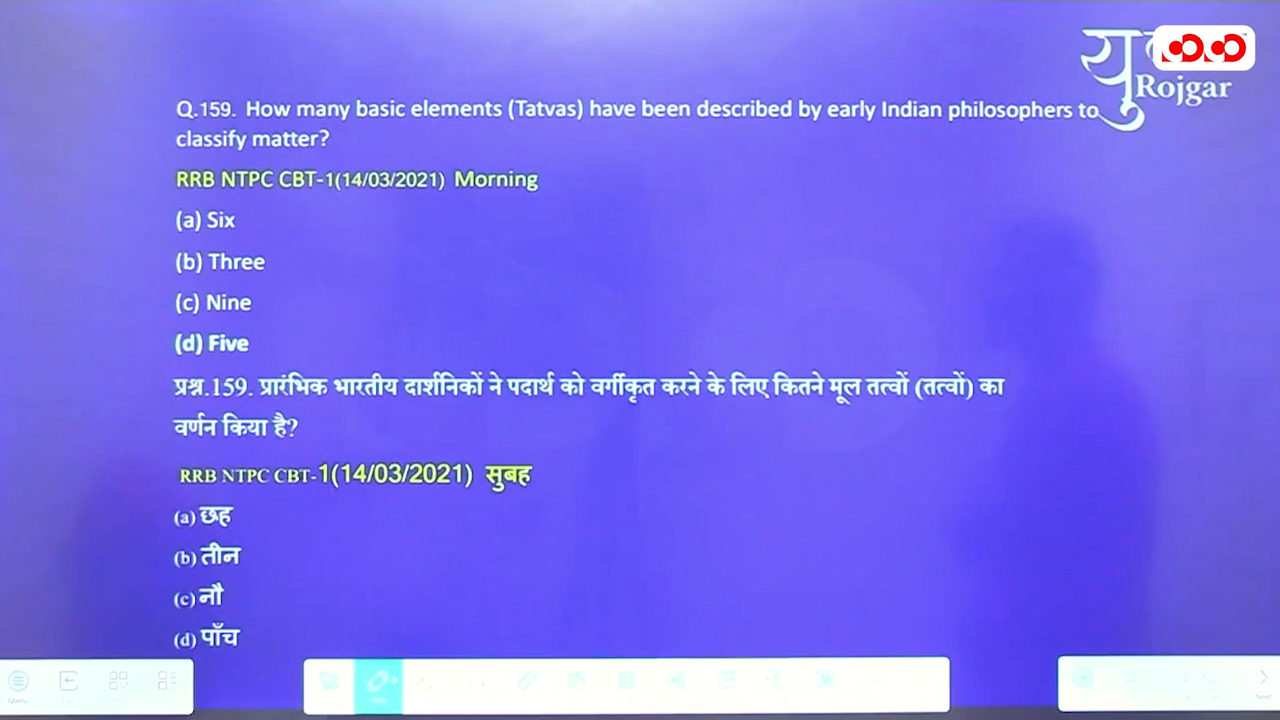 यु
Rojgar
Q.159. How many basic elements (Tatvas) have been described by early Indian philosophers to
classify matter?
RRB NTPC CBT-1(14/03/2021) Morning
(a) Six
(b) Three
(c) Nine
(d) Five
प्रश्न.159. प्रारंभिक भारतीय दार्शनिकों ने पदार्थ को वर्गीकृत करने के लिए कितने मूल तत्वों (तत्वों) का
वर्णन किया है?
RRB NTPC CBT-1(14/03/2021) सुबह
(a) छह
(b) तीन
(c) नौ
(d) पाँच
Menu
Next